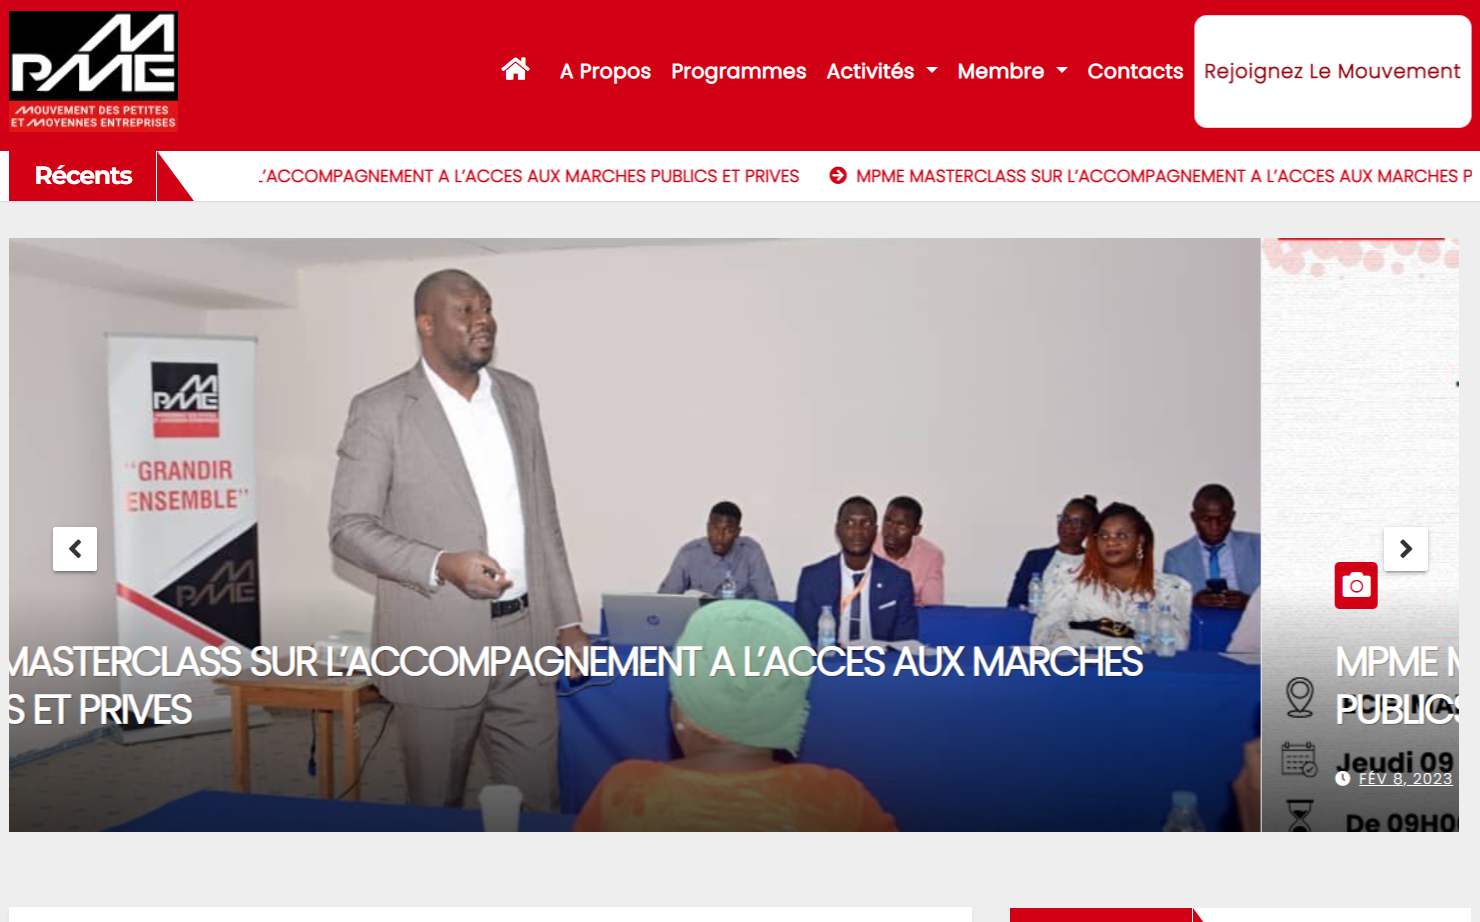 MPME
MOUVEMENT DES PETITES
ET MOYENNES ENTREPRISES
A Propos
Programmes
Activités
Membre
Contacts
Rejoignez Le Mouvement
Récents
L'ACCOMPAGNEMENT A L'ACCES AUX MARCHES PUBLICS ET PRIVES
MPME MASTERCLASS SUR L'ACCOMPAGNEMENT A L'ACCES AUX MARCHES P
MPME
"GRANDIR
ENSEMBLE"
MPME
hp
MASTERCLASS SUR L'ACCOMPAGNEMENT A L'ACCES AUX MARCHES
S ET PRIVES
MPME M
PUBLICS
Jeudi 09
FÉV 8, 2023
De 09H0